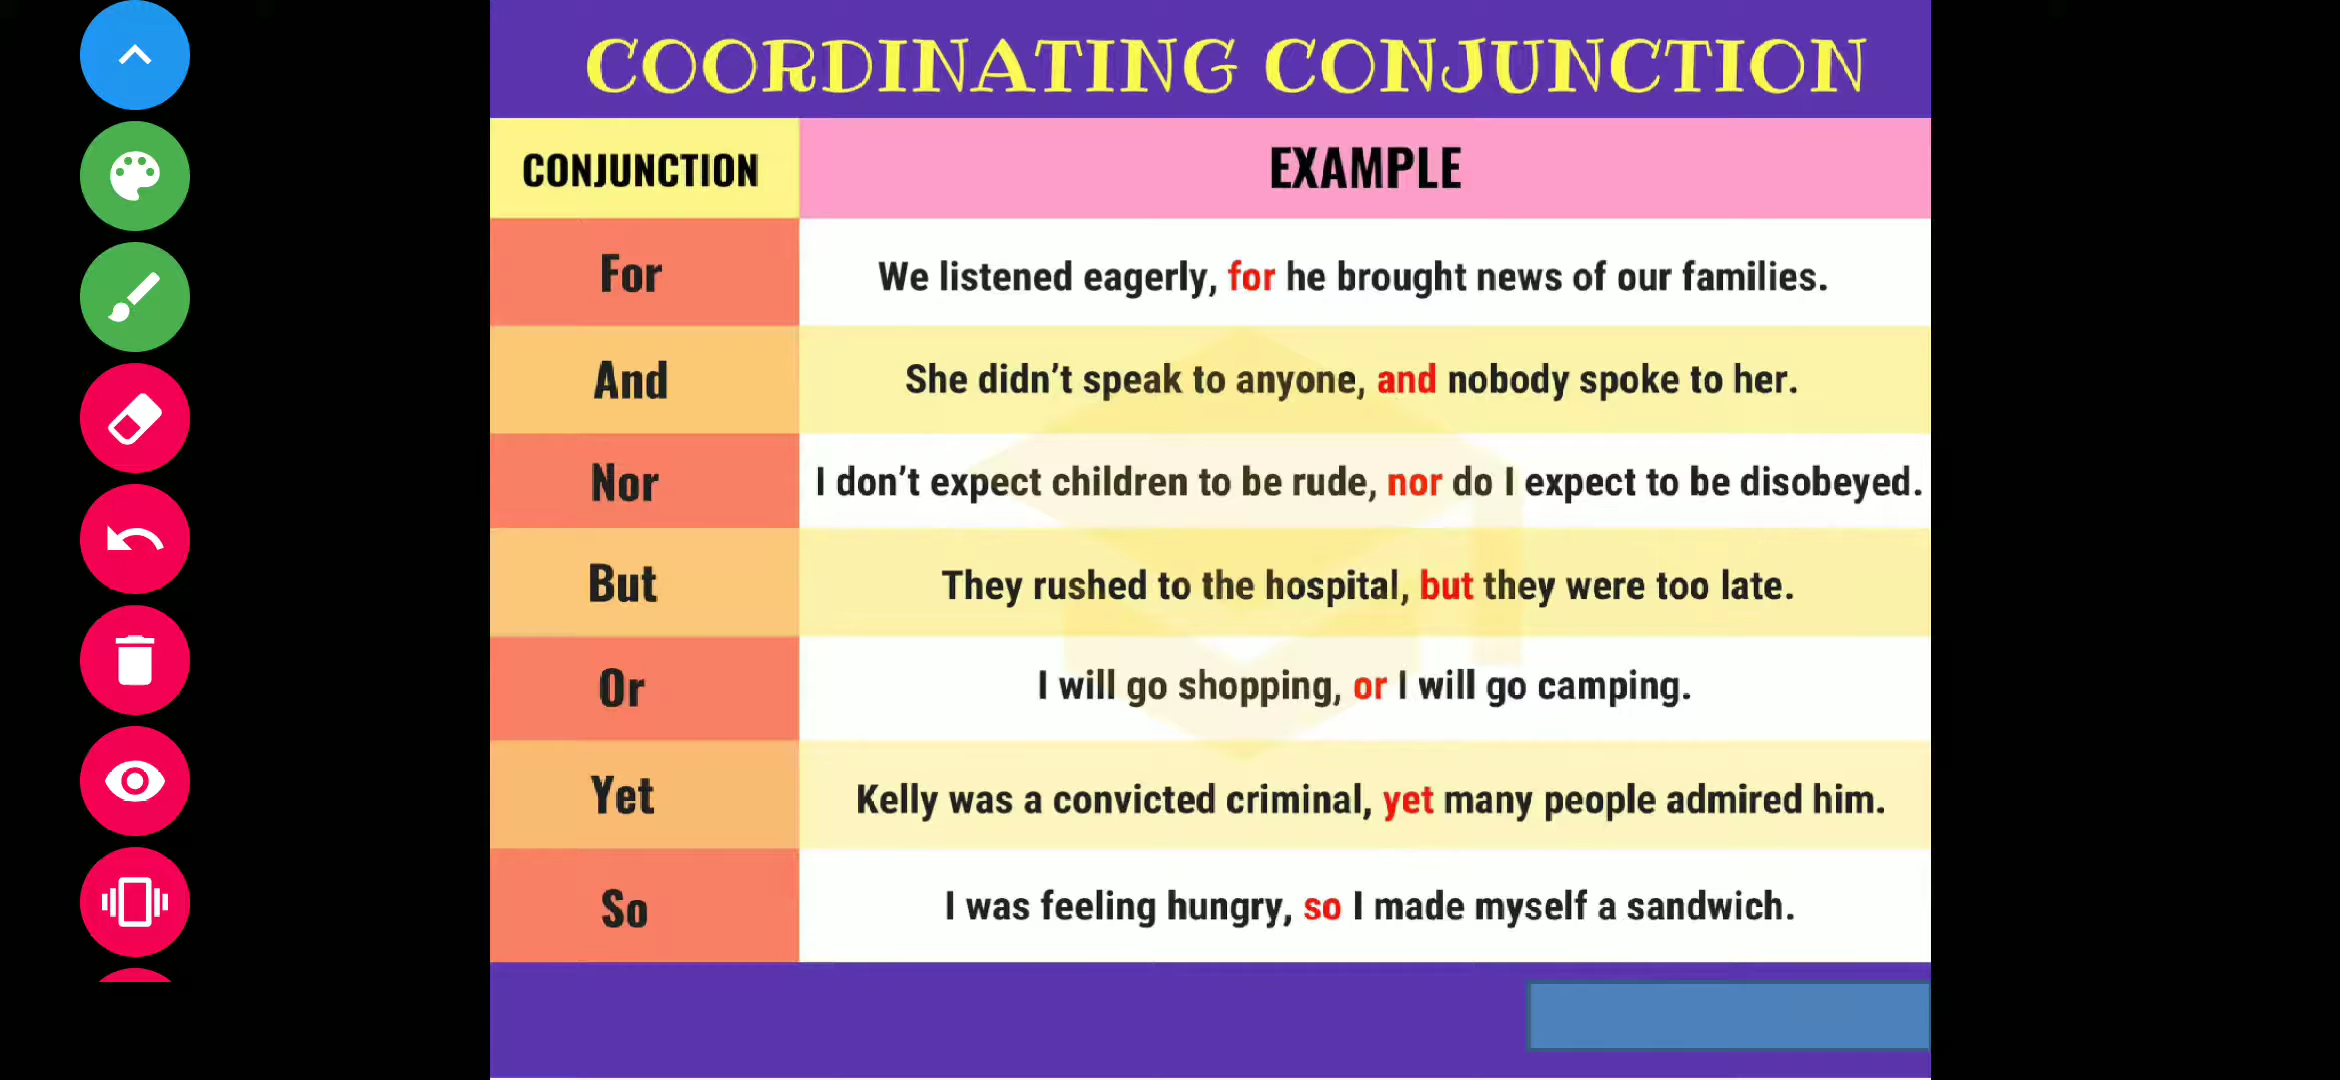 COORDINATING CONJUNCTION
CONJUNCTION EXAMPLE
For We listened eagerly, for he brought news of our families.
And She didn’t speak to anyone, and nobody spoke to her.
Nor I don’t expect children to be rude, nor do I expect to be disobeyed.
But They rushed to the hospital, but they were too late.
Or I will go shopping, or I will go camping.
Yet Kelly was a convicted criminal, yet many people admired him.
So I was feeling hungry, so I made myself a sandwich.